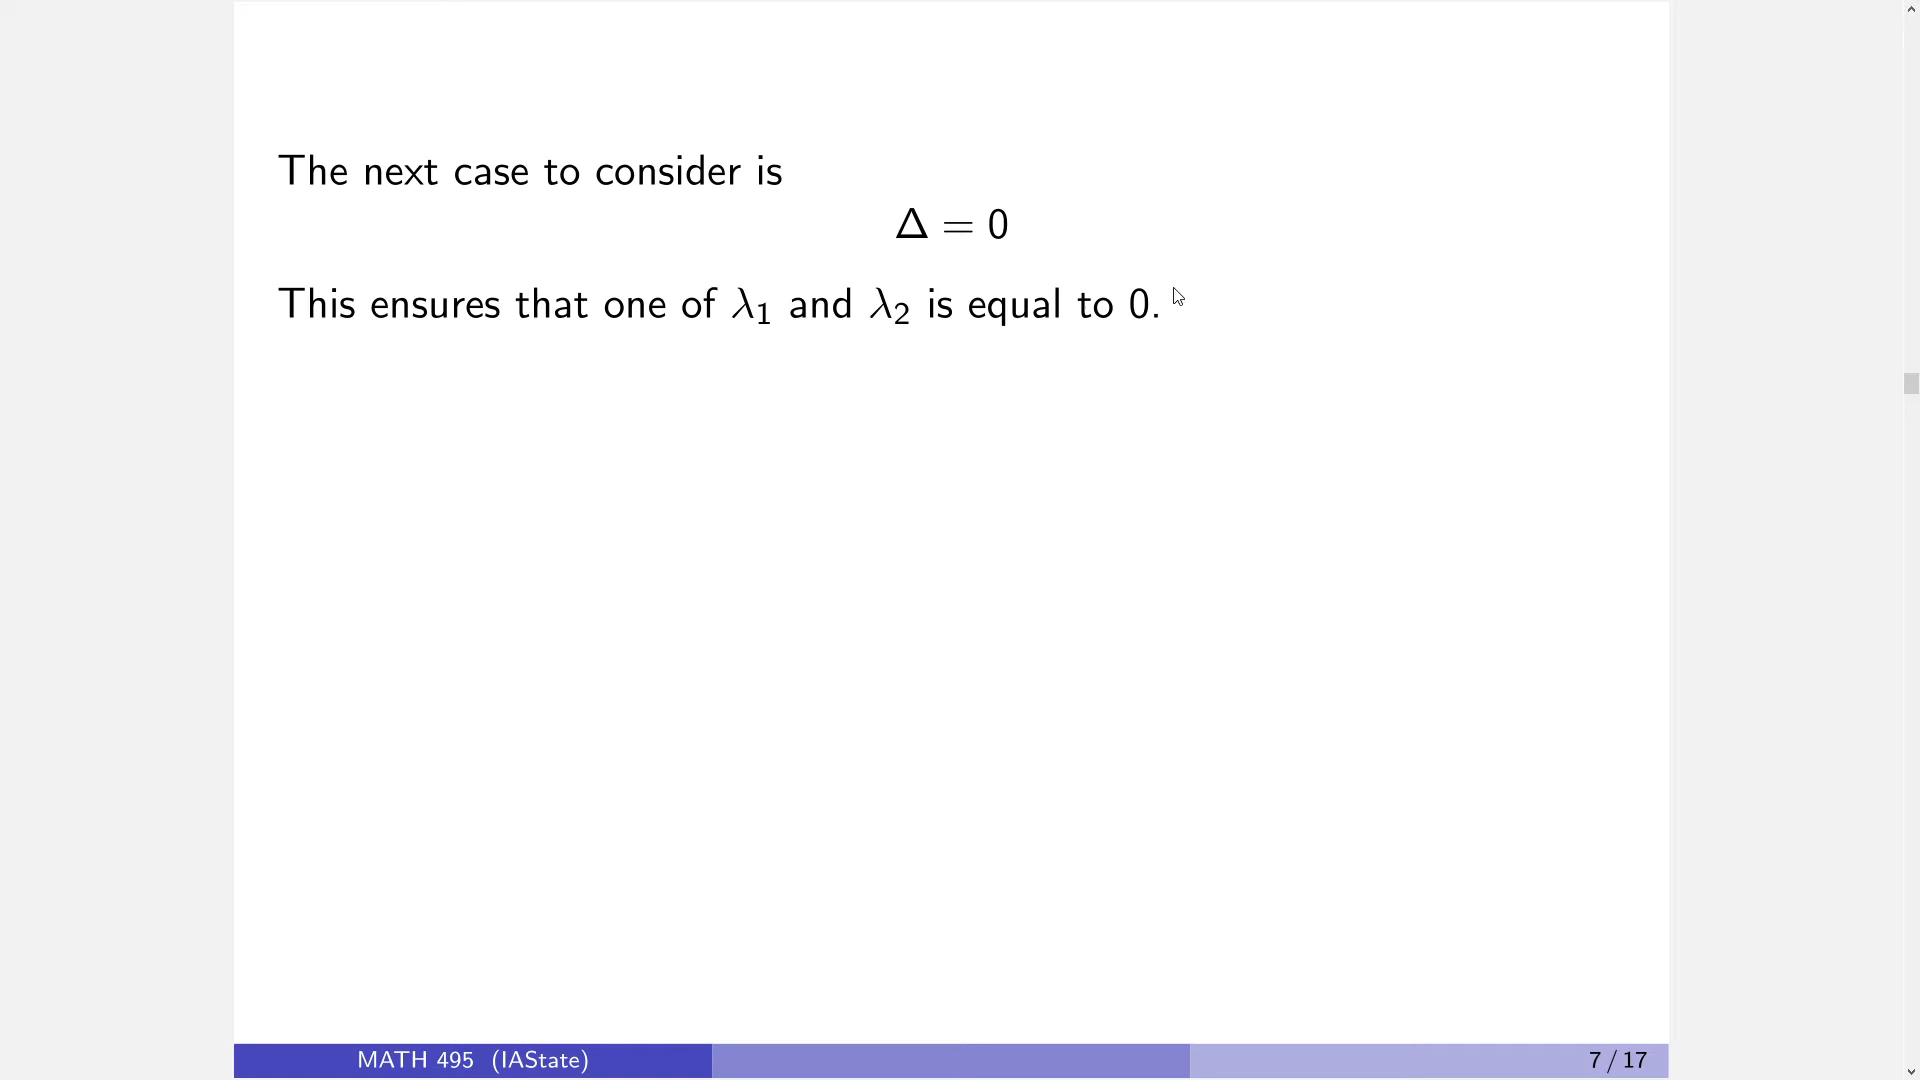 The next case to consider is
Δ = 0
This ensures that one of λ₁ and λ₂ is equal to 0.
MATH 495 (IAState)
7 / 17